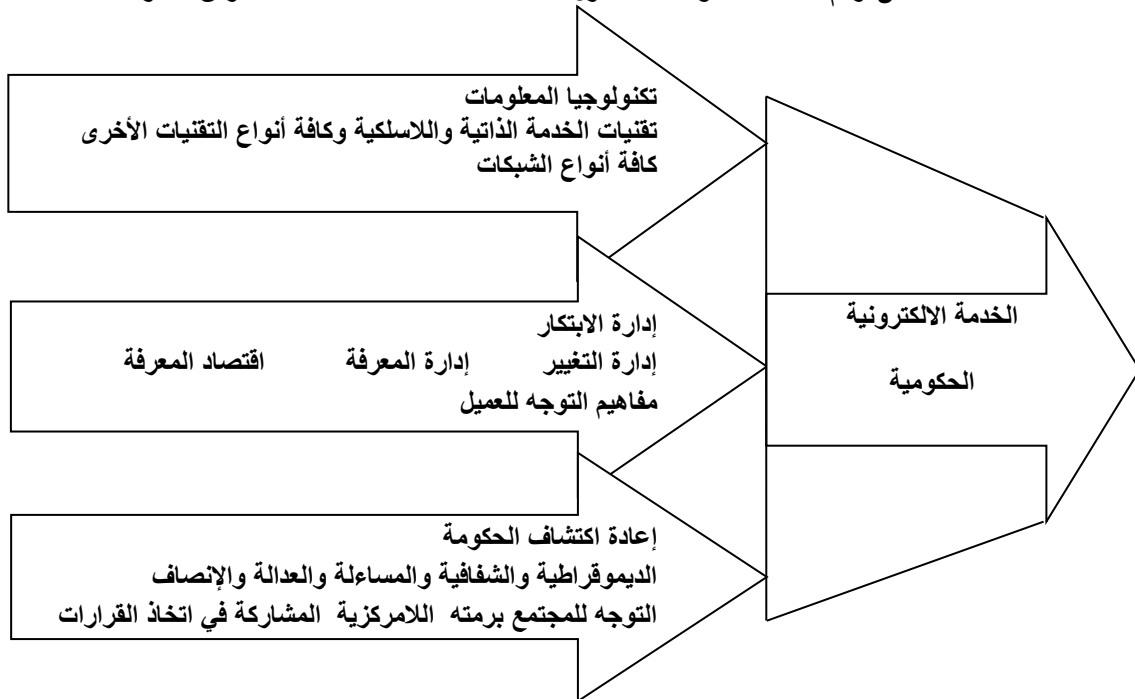 تكنولوجيا المعلومات
تقنيات الخدمة الذاتية واللاسلكية وكافة أنواع التقنيات الأخرى
كافة أنواع الشبكات
إدارة الابتكار
إدارة التغيير إدارة المعرفة اقتصاد المعرفة
مفاهيم التوجه للعميل
إعادة اكتشاف الحكومة
الديموقراطية والشفافية والمساءلة والعدالة والإنصاف
التوجه للمجتمع برمته اللامركزية المشاركة في اتخاذ القرارات
الخدمة الالكترونية
الحكومية